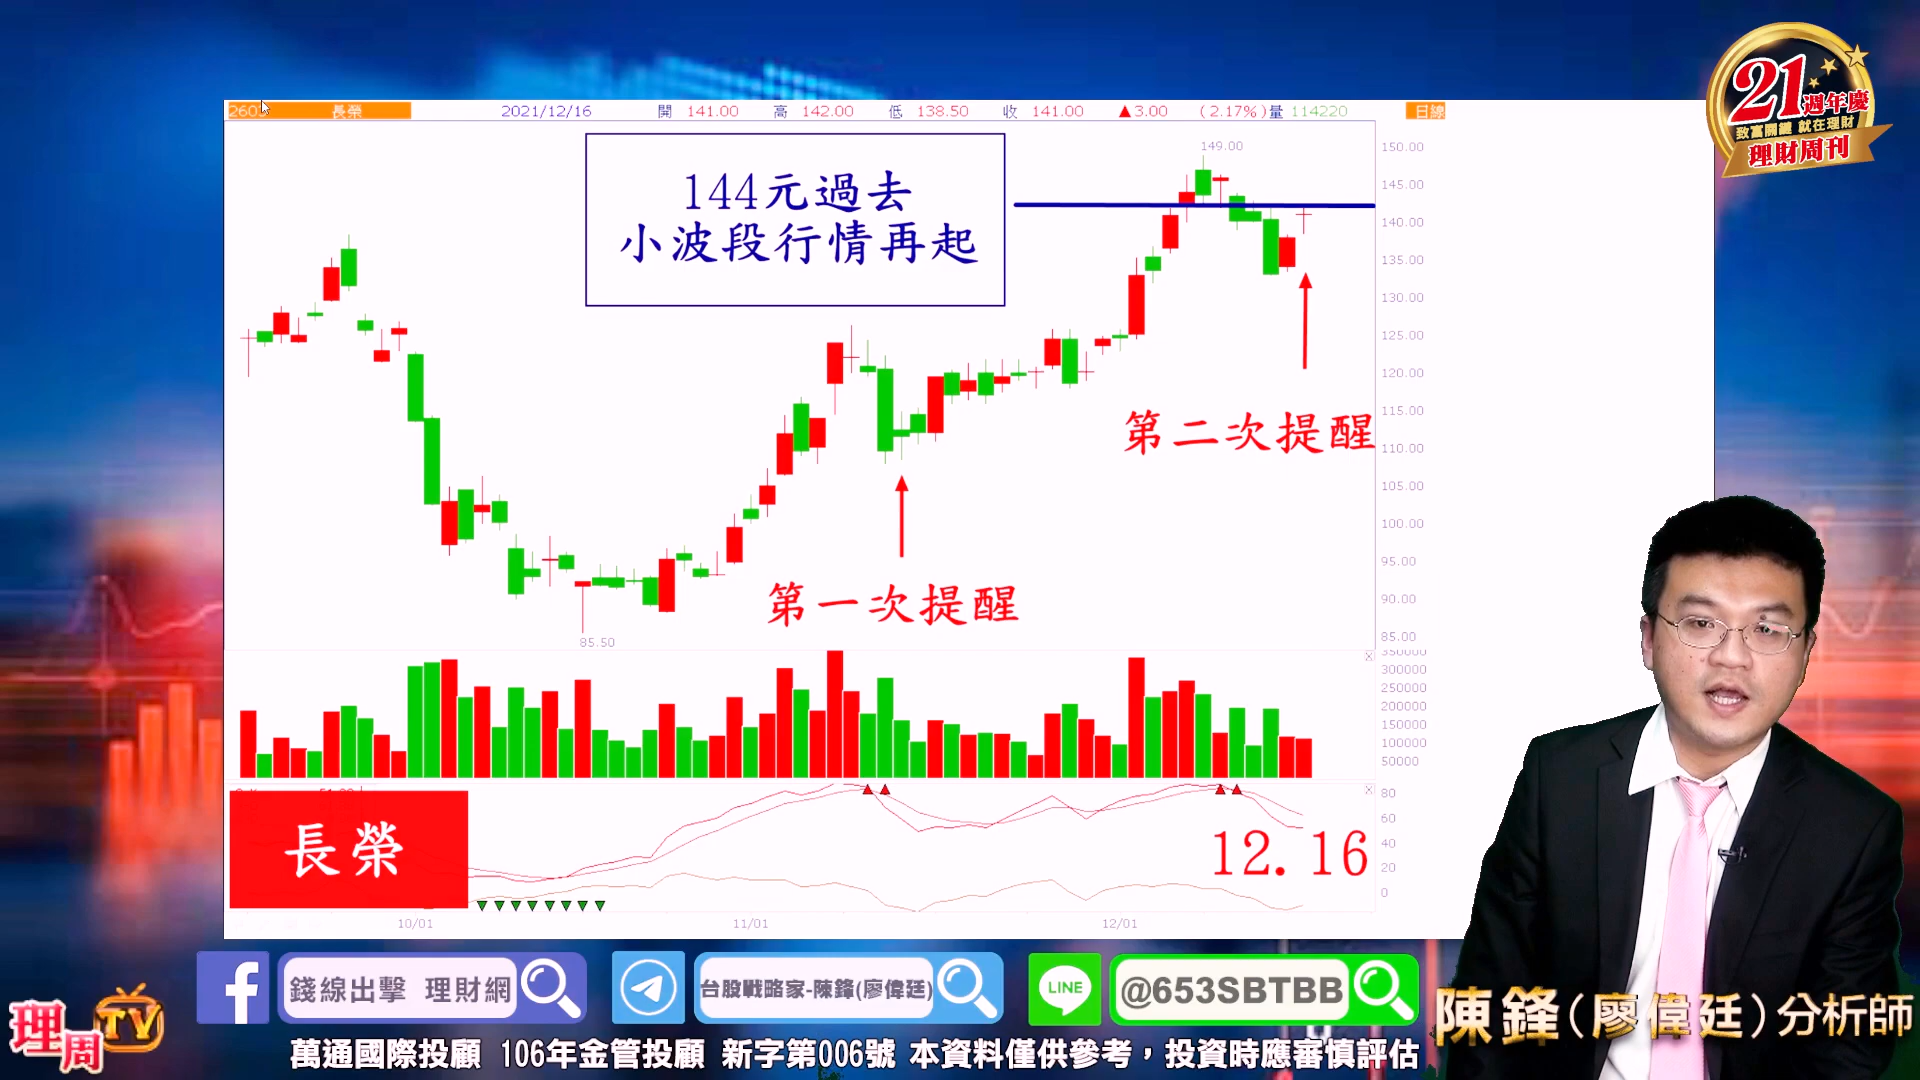 長榮 2021/12/16 開 141.00 高 142.00 低 138.50 收 141.00 ▲3.00 (2.17%) 量 114220 日線
21週年慶
致富關鍵 就在理財
理財周刊
144元過去
小波段行情再起
149.00
150.00
145.00
140.00
135.00
130.00
125.00
120.00
115.00
110.00
105.00
100.00
95.00
90.00
85.00
第二次提醒
第一次提醒
85.50
350000
300000
250000
200000
150000
100000
50000
80
60
40
20
0
長榮
12.16
10/01 11/01 12/01
f 錢線出擊 理財網
台股戰略家-陳鋒(廖偉廷)
LINE @653SBTBB
陳鋒(廖偉廷)分析師
理周TV
萬通國際投顧 106年金管投顧 新字第006號 本資料僅供參考，投資時應審慎評估